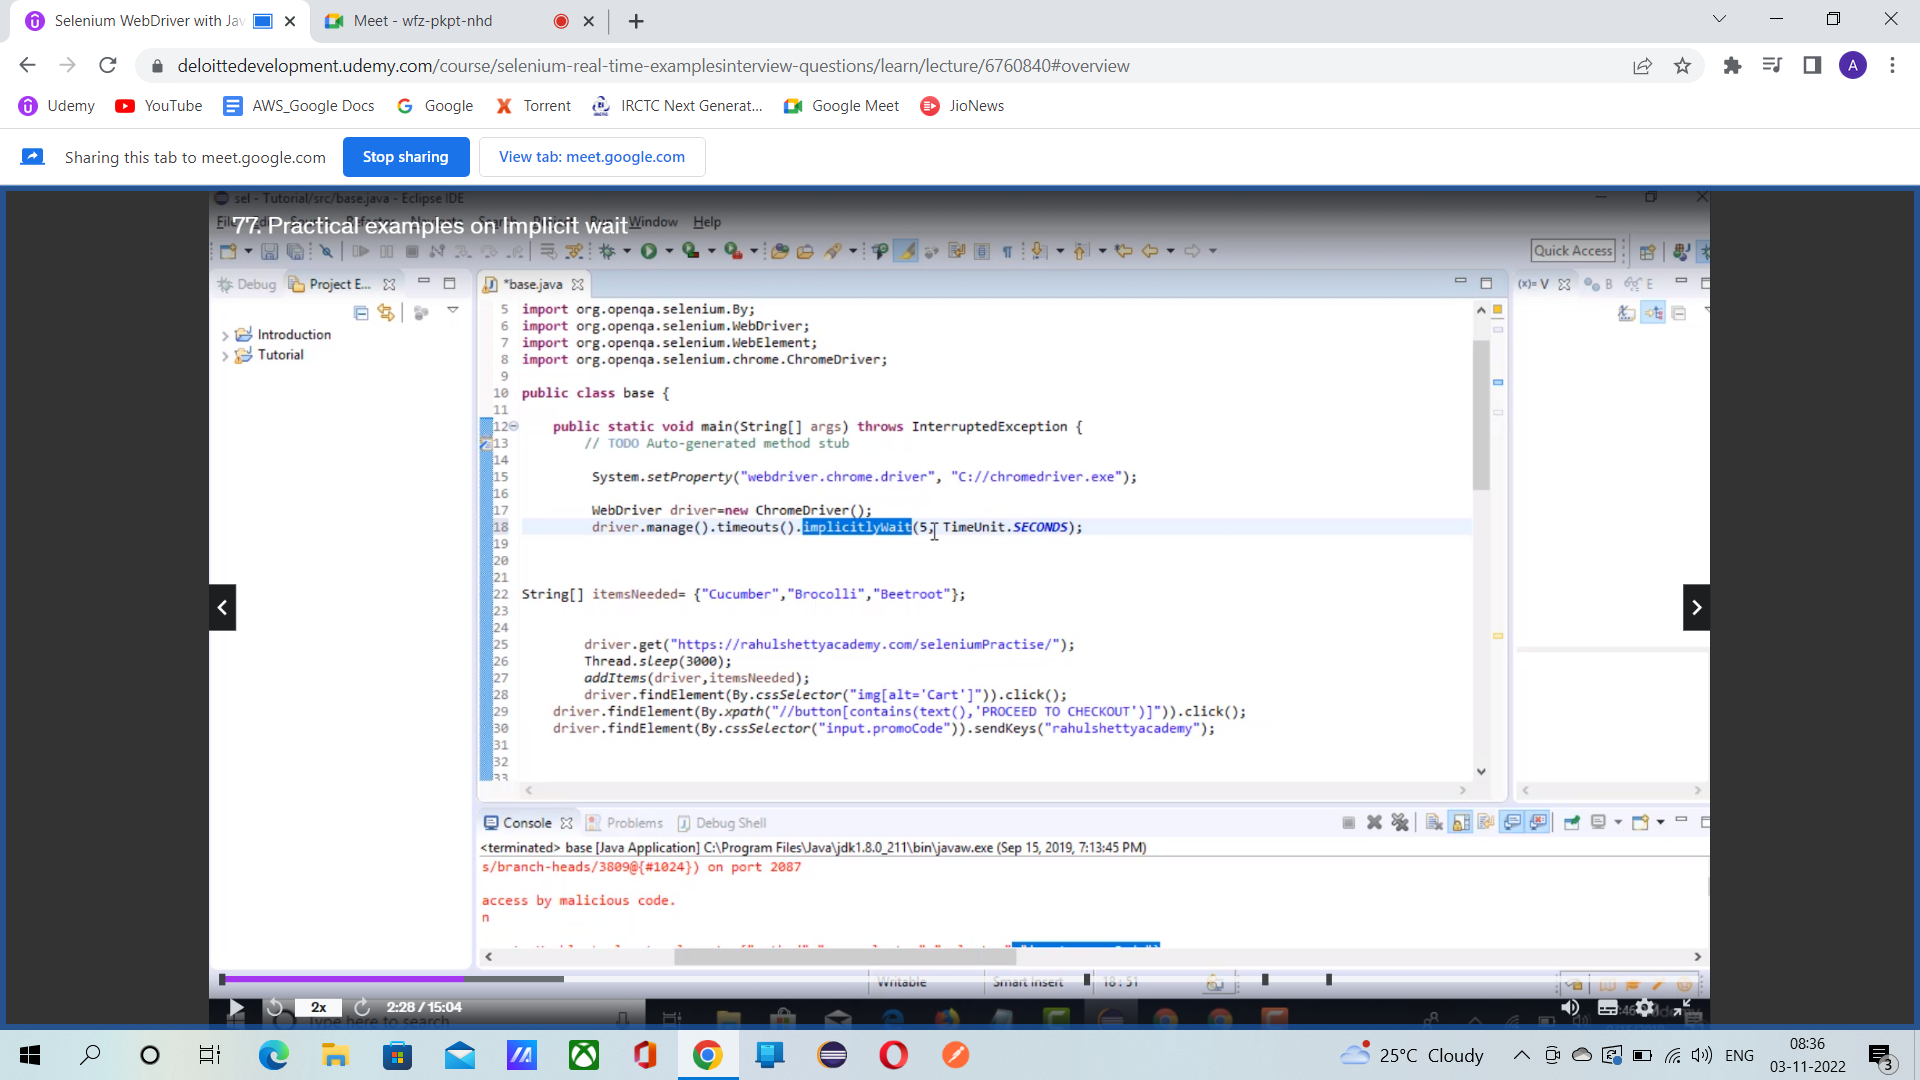 Selenium WebDriver with Jav
Meet - wfz-pkpt-nhd
deloittedevelopment.udemy.com/course/selenium-real-time-examplesinterview-questions/learn/lecture/6760840#overview
A
Udemy
YouTube
AWS_Google Docs
Google
Torrent
IRCTC Next Generat...
Google Meet
JioNews
Sharing this tab to meet.google.com
Stop sharing
View tab: meet.google.com
sel - Tutorial/src/base.java - Eclipse IDE
Window Help
77. Practical examples on Implicit wait
Quick Access
Debug
Project E...
*base.java
(x)= V
B
E
Introduction
Tutorial
5 import org.openqa.selenium.By;
6 import org.openqa.selenium.WebDriver;
7 import org.openqa.selenium.WebElement;
8 import org.openqa.selenium.chrome.ChromeDriver;
9
10 public class base {
11
12 public static void main(String[] args) throws InterruptedException {
13 // TODO Auto-generated method stub
14
15 System.setProperty("webdriver.chrome.driver", "C://chromedriver.exe");
16
17 WebDriver driver=new ChromeDriver();
18 driver.manage().timeouts().implicitlyWait(5, TimeUnit.SECONDS);
19
20
21
22 String[] itemsNeeded= {"Cucumber","Brocolli","Beetroot"};
23
24
25 driver.get("https://rahulshettyacademy.com/seleniumPractise/");
26 Thread.sleep(3000);
27 addItems(driver,itemsNeeded);
28 driver.findElement(By.cssSelector("img[alt='Cart']")).click();
29 driver.findElement(By.xpath("//button[contains(text(),'PROCEED TO CHECKOUT')]")).click();
30 driver.findElement(By.cssSelector("input.promoCode")).sendKeys("rahulshettyacademy");
31
32
33
Console
Problems
Debug Shell
<terminated> base [Java Application] C:\Program Files\Java\jdk1.8.0_211\bin\javaw.exe (Sep 15, 2019, 7:13:45 PM)
s/branch-heads/3809@{#1024}) on port 2087
access by malicious code.
n
Writable
Smart Insert
18 : 51
2x
2:28 / 15:04
Type here to search
25°C Cloudy
ENG
08:36
03-11-2022
3